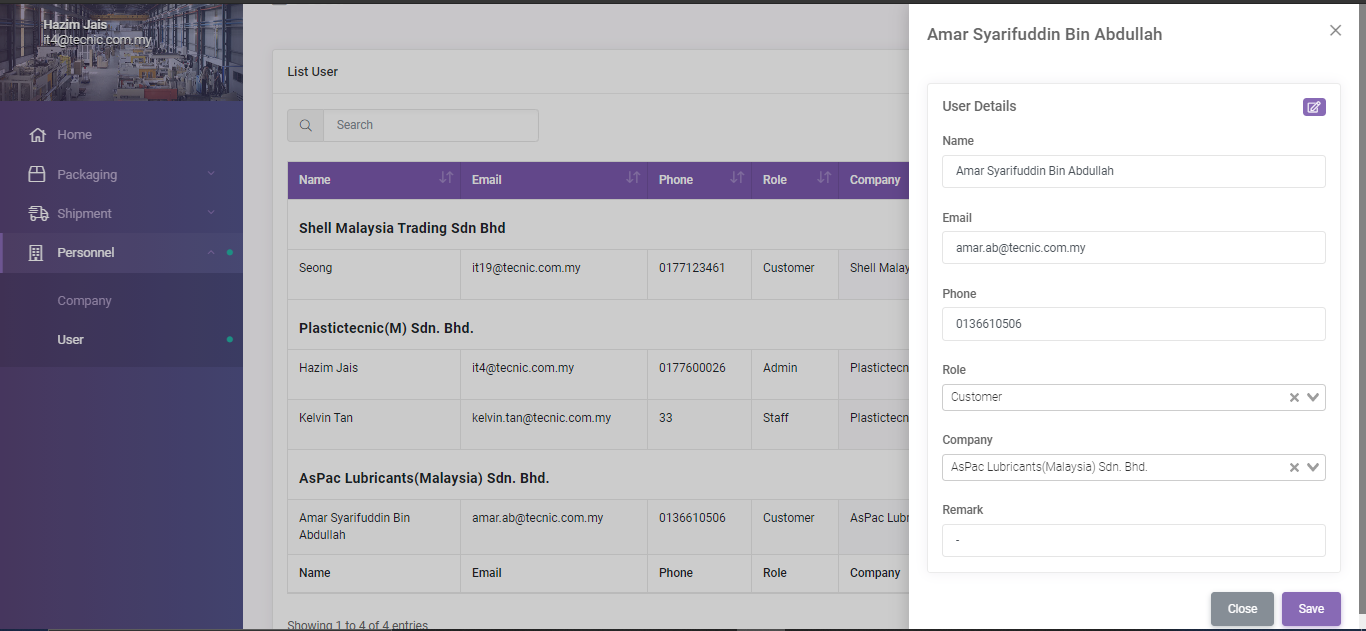 Hazim Jais
it4@tecnic.com.my
Home
Packaging
Shipment
Personnel
Company
User
List User
Search
Name Email Phone Role Company
Shell Malaysia Trading Sdn Bhd
Seong it19@tecnic.com.my 0177123461 Customer Shell Malay
Plastictecnic(M) Sdn. Bhd.
Hazim Jais it4@tecnic.com.my 0177600026 Admin Plastictecn
Kelvin Tan kelvin.tan@tecnic.com.my 33 Staff Plastictecn
AsPac Lubricants(Malaysia) Sdn. Bhd.
Amar Syarifuddin Bin amar.ab@tecnic.com.my 0136610506 Customer AsPac Lubr
Abdullah
Name Email Phone Role Company
Showing 1 to 4 of 4 entries
Amar Syarifuddin Bin Abdullah
User Details
Name
Amar Syarifuddin Bin Abdullah
Email
amar.ab@tecnic.com.my
Phone
0136610506
Role
Customer
Company
AsPac Lubricants(Malaysia) Sdn. Bhd.
Remark
-
Close Save